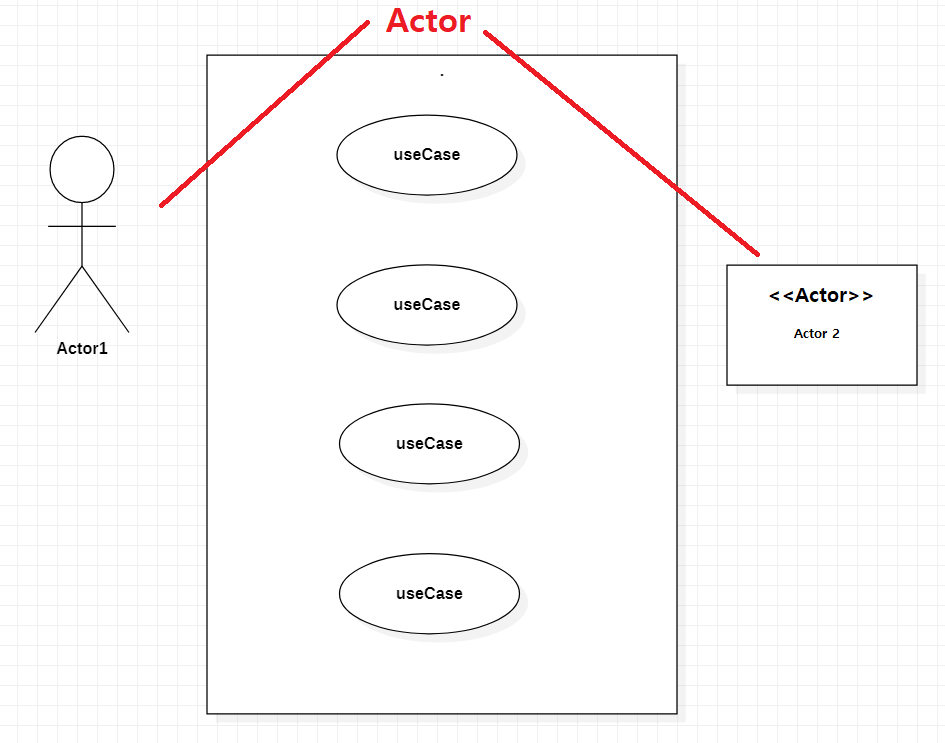 Actor
.
useCase
useCase
<<Actor>>
Actor 2
Actor1
useCase
useCase